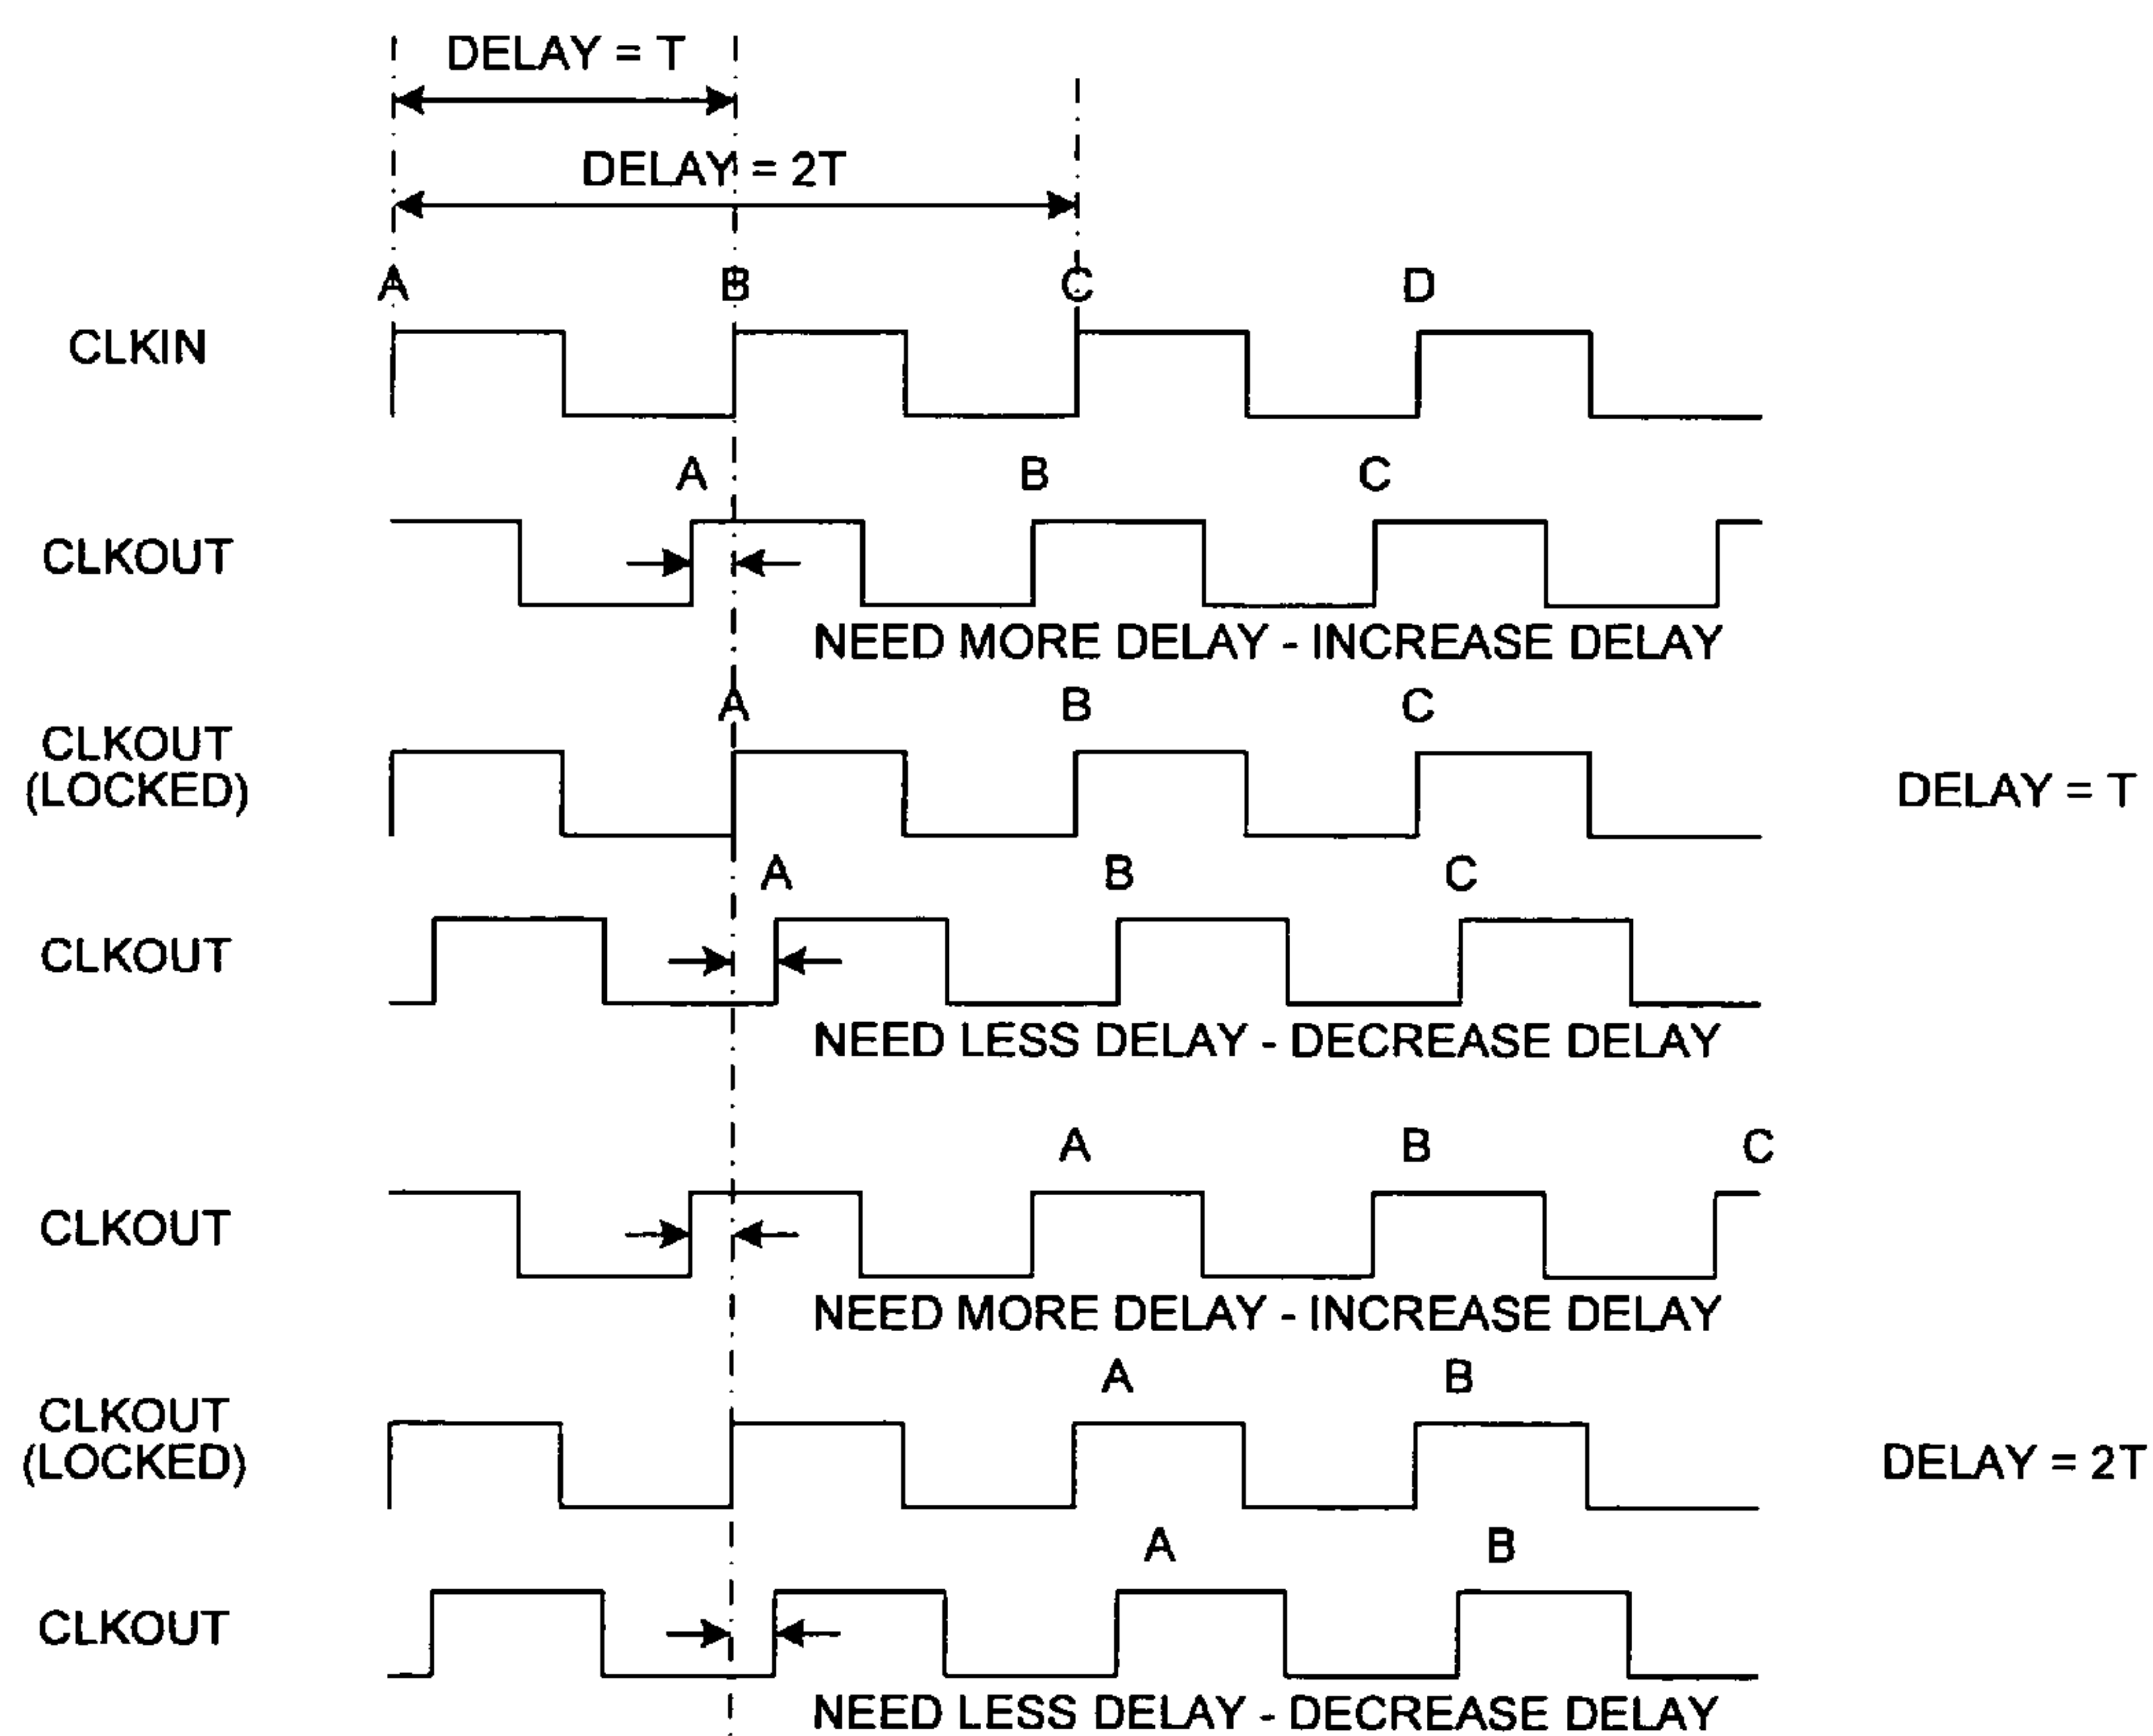 DELAY = T
DELAY = 2T
A B C D
CLKIN
A B C
CLKOUT
NEED MORE DELAY - INCREASE DELAY
A B C
CLKOUT
(LOCKED)
DELAY = T
A B C
CLKOUT
NEED LESS DELAY - DECREASE DELAY
A B C
CLKOUT
NEED MORE DELAY - INCREASE DELAY
A B
CLKOUT
(LOCKED)
DELAY = 2T
A B
CLKOUT
NEED LESS DELAY - DECREASE DELAY